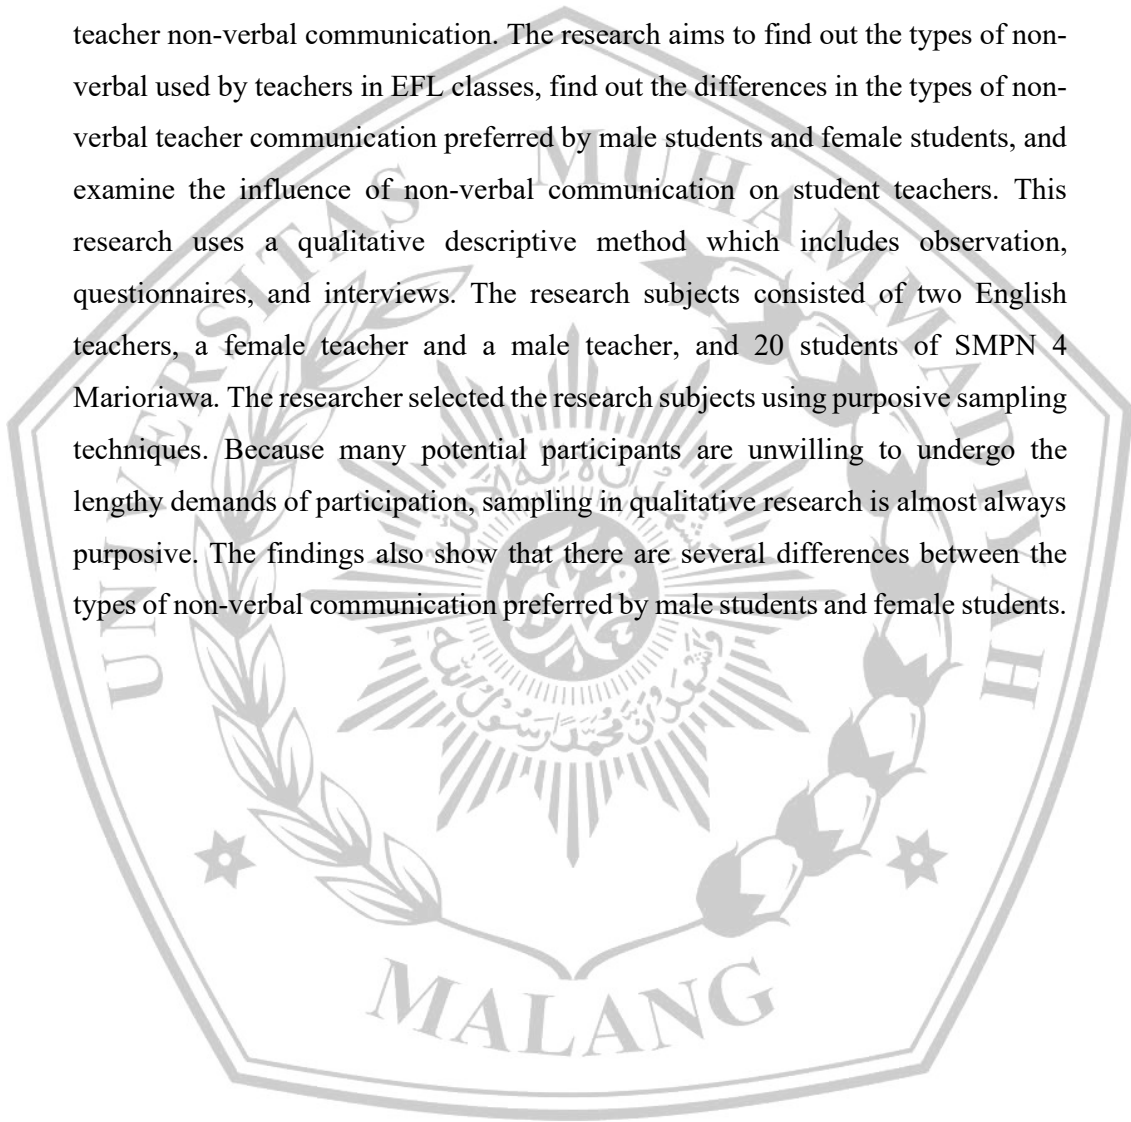 teacher non-verbal communication. The research aims to find out the types of non-
verbal used by teachers in EFL classes, find out the differences in the types of non-
verbal teacher communication preferred by male students and female students, and
examine the influence of non-verbal communication on student teachers. This
research uses a qualitative descriptive method which includes observation,
questionnaires, and interviews. The research subjects consisted of two English
teachers, a female teacher and a male teacher, and 20 students of SMPN 4
Marioriawa. The researcher selected the research subjects using purposive sampling
techniques. Because many potential participants are unwilling to undergo the
lengthy demands of participation, sampling in qualitative research is almost always
purposive. The findings also show that there are several differences between the
types of non-verbal communication preferred by male students and female students.
UNIVERSITAS MUHAMMADIYAH
MALANG